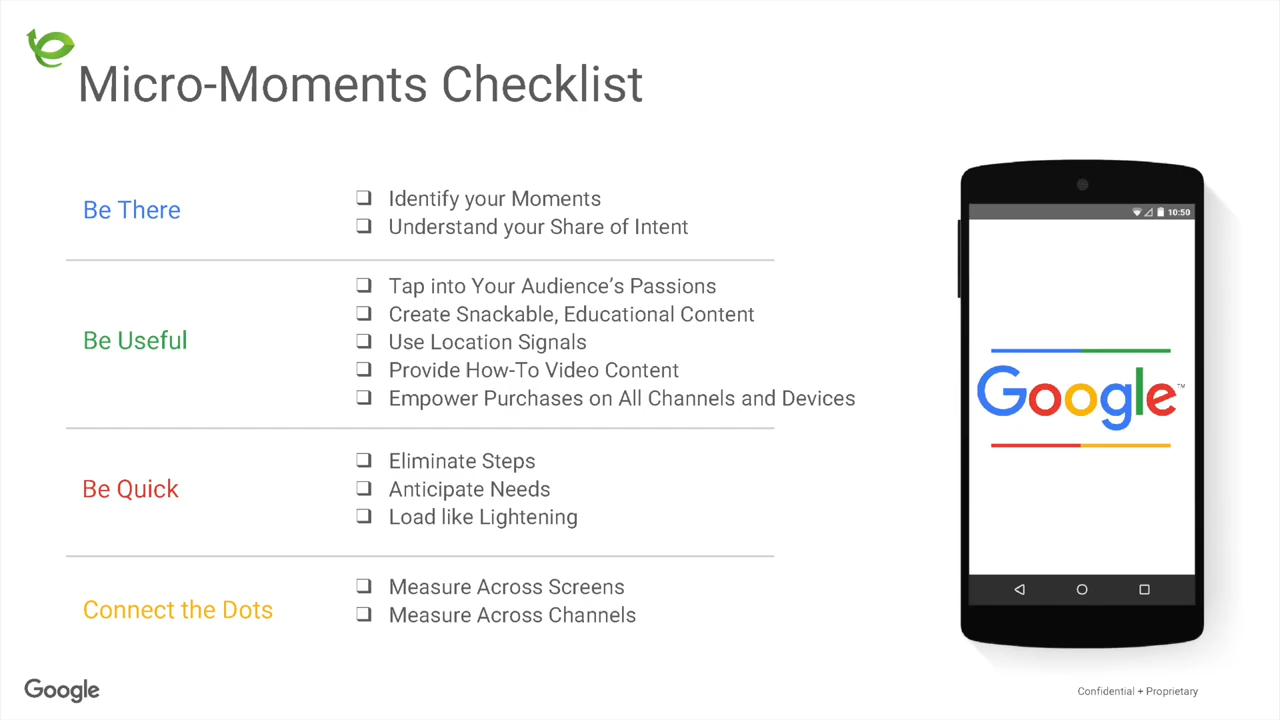 Micro-Moments Checklist
Be There
Identify your Moments
Understand your Share of Intent
Be Useful
Tap into Your Audience’s Passions
Create Snackable, Educational Content
Use Location Signals
Provide How-To Video Content
Empower Purchases on All Channels and Devices
Be Quick
Eliminate Steps
Anticipate Needs
Load like Lightening
Connect the Dots
Measure Across Screens
Measure Across Channels
10:50
Google™
Google
Confidential + Proprietary